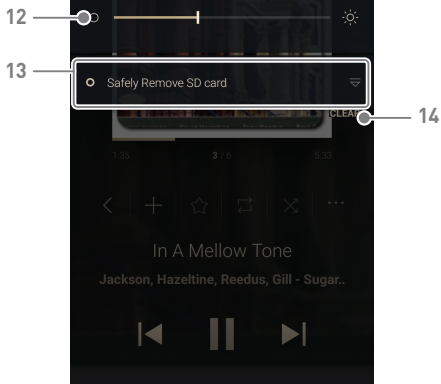 12
13
Safely Remove SD card
CLEAR
14
1:35 3 / 6 5:33
In A Mellow Tone
Jackson, Hazeltine, Reedus, Gill - Sugar..